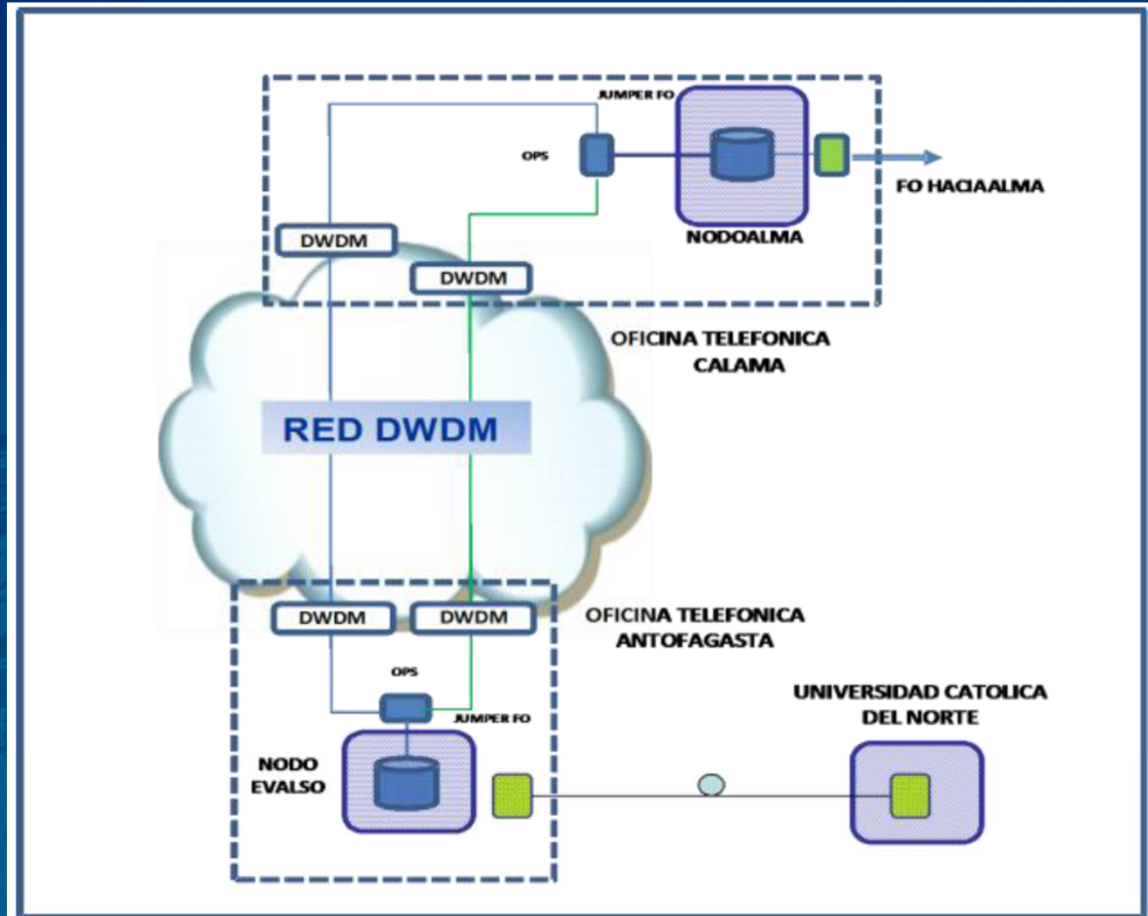 JUMPER FO
OPS
FO HACIAALMA
NODOALMA
DWDM
DWDM
OFICINA TELEFONICA
CALAMA
RED DWDM
DWDM
DWDM
OFICINA TELEFONICA
ANTOFAGASTA
OPS
JUMPER FO
NODO
EVALSO
UNIVERSIDAD CATOLICA
DEL NORTE